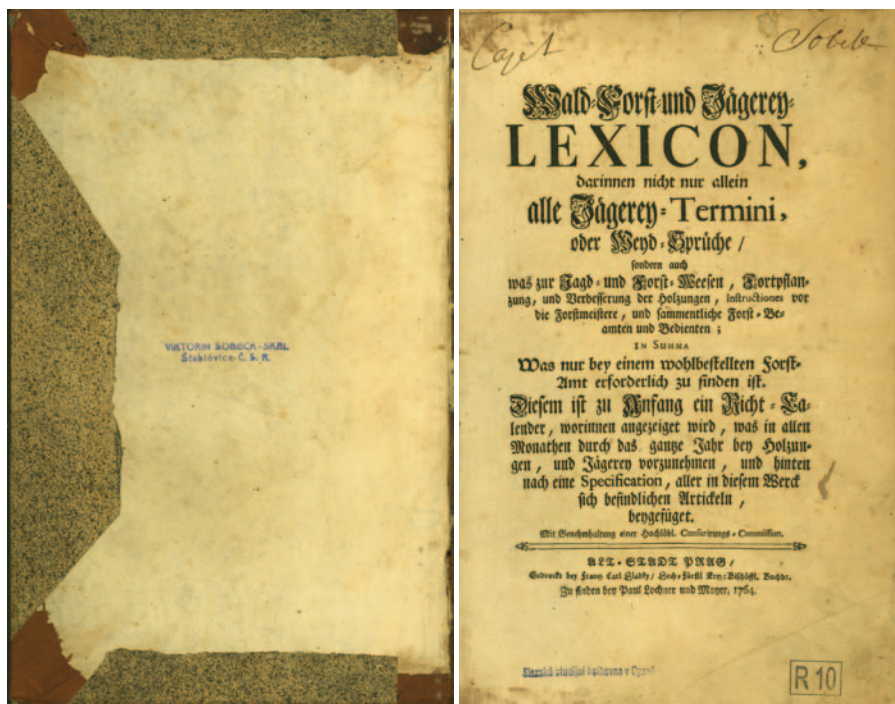 VIKTORIN SOBECK-SKAL
Štáblovice-Č. S. R.
Wald-Forst-und Jägerey-
LEXICON,
darinnen nicht nur allein
alle Jägerey-Termini,
oder Weyd-Sprüche /
sondern auch
was zur Jagd- und Forst-Weesen, Fortpflan-
zung, und Verbesserung der Holzungen, Instructiones vor
die Forstmeistere, und sammentliche Forst-Be-
amten und Bedienten;
IN SUMMA
Was nur bey einem wohlbestellten Forst-
Amt erforderlich zu finden ist.
Diesem ist zu Anfang ein Richt-Ca-
lender, worinnen angezeiget wird, was in allen
Monathen durch das gantze Jahr bey Holzun-
gen, und Jägerey vorzunehmen, und hinten
nach eine Specification, aller in diesem Werck
sich befindlichen Artickeln,
beygefüget.
Mit Genehmhaltung einer Hochlöbl. Censurirungs-Commission.
ALT-STADT PRAG /
Gedruckt bey Frantz Carl Hladky / Hoch-Fürstl. Ertz-Bischöffl. Buchdr.
Zu finden bey Paul Lochner und Mayer, 1764.
Slezská studijní knihovna v Opavě
R 10